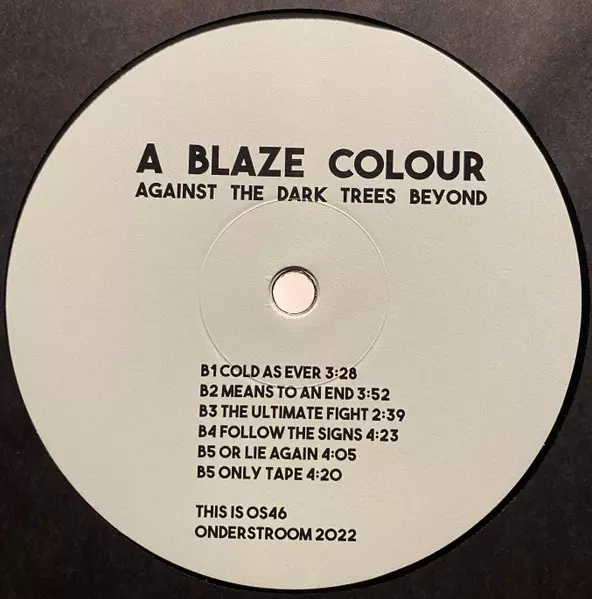 A BLAZE COLOUR
AGAINST THE DARK TREES BEYOND
B1 COLD AS EVER 3:28
B2 MEANS TO AN END 3:52
B3 THE ULTIMATE FIGHT 2:39
B4 FOLLOW THE SIGNS 4:23
B5 OR LIE AGAIN 4:05
B5 ONLY TAPE 4:20
THIS IS OS46
ONDERSTROOM 2022